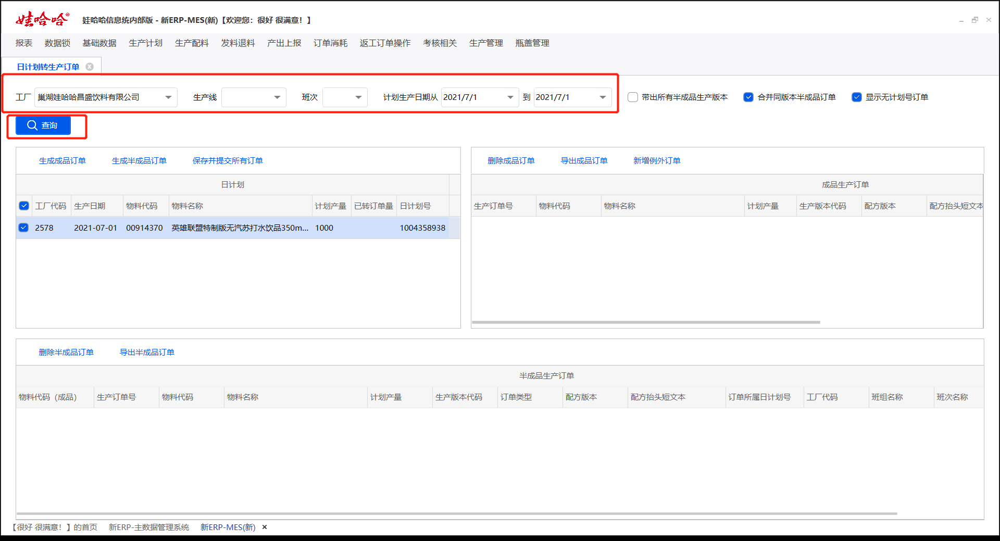 娃哈哈® 娃哈哈信息统内部版 - 新ERP-MES(新)【欢迎您：很好 很满意！】
报表 数据锁 基础数据 生产计划 生产配料 发料退料 产出上报 订单消耗 返工订单操作 考核相关 生产管理 瓶盖管理
日计划转生产订单
工厂 巢湖娃哈哈昌盛饮料有限公司 生产线 班次 计划生产日期从 2021/7/1 到 2021/7/1 带出所有半成品生产版本 合并同版本半成品订单 显示无计划号订单
查询
生成成品订单 生成半成品订单 保存并提交所有订单
日计划
工厂代码 生产日期 物料代码 物料名称 计划产量 已转订单量 日计划号
2578 2021-07-01 00914370 英雄联盟特制版无汽苏打水饮品350m... 1000 1004358938
删除成品订单 导出成品订单 新增例外订单
成品生产订单
生产订单号 物料代码 物料名称 计划产量 生产版本代码 配方版本 配方抬头短文本
删除半成品订单 导出半成品订单
半成品生产订单
物料代码（成品） 生产订单号 物料代码 物料名称 计划产量 生产版本代码 订单类型 配方版本 配方抬头短文本 订单所属日计划号 工厂代码 班组名称 班次名称
【很好 很满意！】的首页 新ERP-主数据管理系统 新ERP-MES(新)